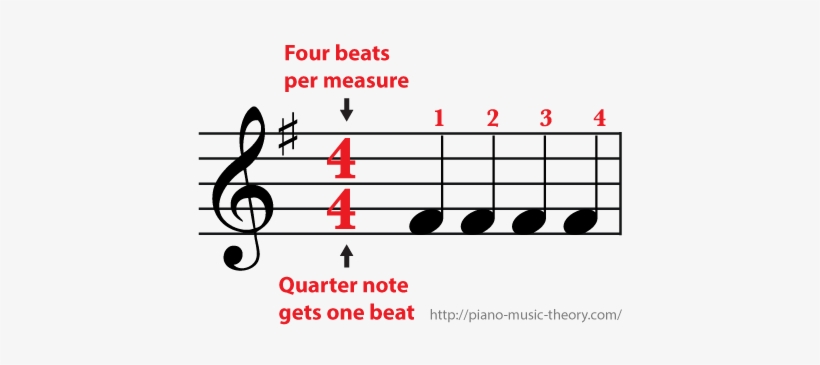 Four beats
per measure
1 2 3 4
4
4
Quarter note
gets one beat
http://piano-music-theory.com/